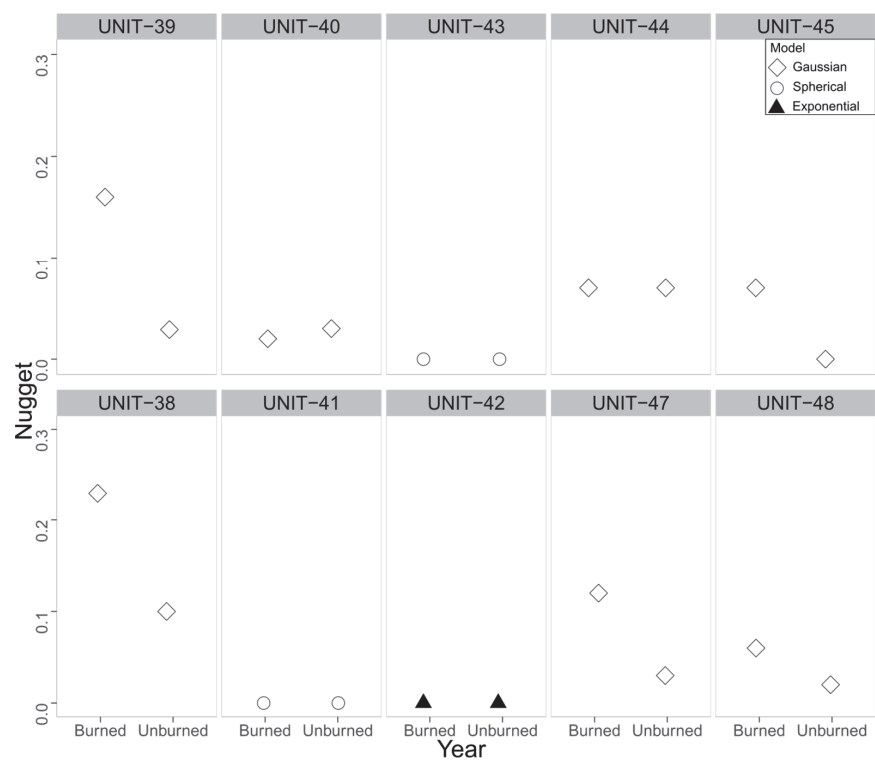 UNIT−39 UNIT−40 UNIT−43 UNIT−44 UNIT−45
Model
Gaussian
Spherical
Exponential
0.3
0.2
0.1
0.0
Nugget
UNIT−38 UNIT−41 UNIT−42 UNIT−47 UNIT−48
0.3
0.2
0.1
0.0
Burned Unburned Burned Unburned Burned Unburned Burned Unburned Burned Unburned
Year